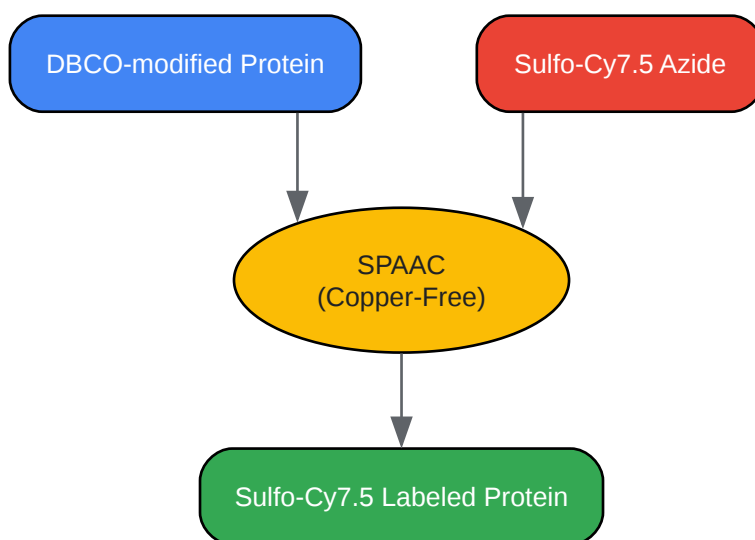 DBCO-modified Protein
Sulfo-Cy7.5 Azide
SPAAC
(Copper-Free)
Sulfo-Cy7.5 Labeled Protein